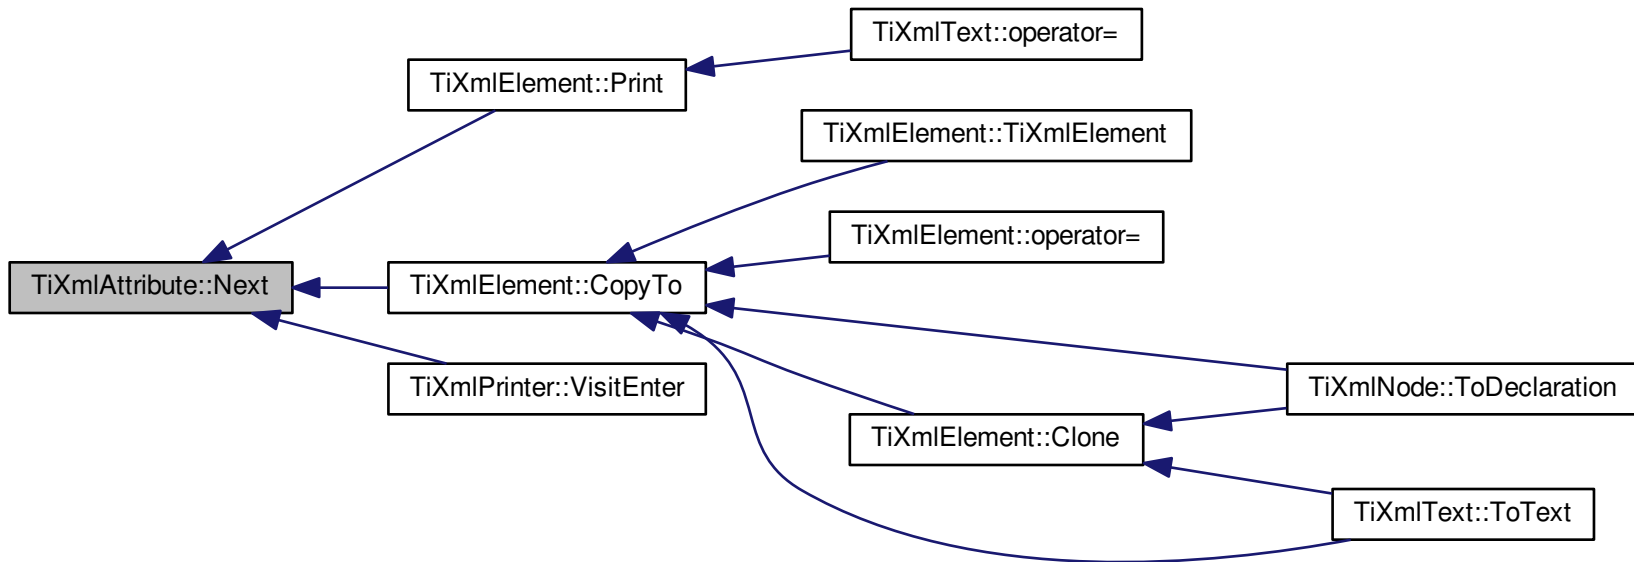 TiXmlText::operator=
TiXmlElement::Print
TiXmlElement::TiXmlElement
TiXmlElement::operator=
TiXmlAttribute::Next
TiXmlElement::CopyTo
TiXmlPrinter::VisitEnter
TiXmlNode::ToDeclaration
TiXmlElement::Clone
TiXmlText::ToText